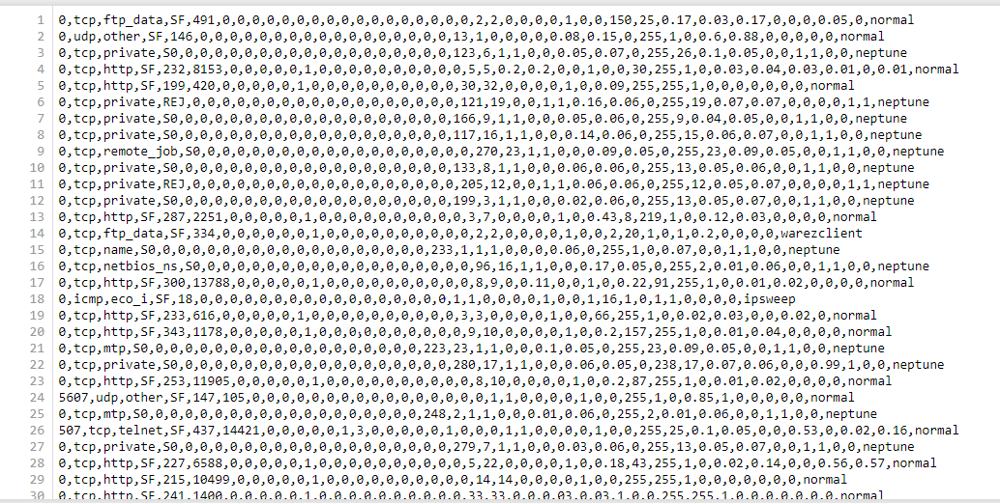 1 0,tcp,ftp_data,SF,491,0,0,0,0,0,0,0,0,0,0,0,0,0,0,0,0,0,2,2,0,0,0,0,1,0,0,150,25,0.17,0.03,0.17,0,0,0,0.05,0,normal
2 0,udp,other,SF,146,0,0,0,0,0,0,0,0,0,0,0,0,0,0,0,0,0,13,1,0,0,0,0,0.08,0.15,0,255,1,0,0.6,0.88,0,0,0,0,0,normal
3 0,tcp,private,S0,0,0,0,0,0,0,0,0,0,0,0,0,0,0,0,0,0,0,123,6,1,1,0,0,0.05,0.07,0,255,26,0.1,0.05,0,0,1,1,0,0,neptune
4 0,tcp,http,SF,232,8153,0,0,0,0,0,1,0,0,0,0,0,0,0,0,0,0,5,5,0.2,0.2,0,0,1,0,0,30,255,1,0,0.03,0.04,0.03,0.01,0,0.01,normal
5 0,tcp,http,SF,199,420,0,0,0,0,0,1,0,0,0,0,0,0,0,0,0,0,30,32,0,0,0,0,1,0,0.09,255,255,1,0,0,0,0,0,0,0,normal
6 0,tcp,private,REJ,0,0,0,0,0,0,0,0,0,0,0,0,0,0,0,0,0,0,121,19,0,0,1,1,0.16,0.06,0,255,19,0.07,0.07,0,0,0,0,1,1,neptune
7 0,tcp,private,S0,0,0,0,0,0,0,0,0,0,0,0,0,0,0,0,0,0,0,166,9,1,1,0,0,0.05,0.06,0,255,9,0.04,0.05,0,0,1,1,0,0,neptune
8 0,tcp,private,S0,0,0,0,0,0,0,0,0,0,0,0,0,0,0,0,0,0,0,117,16,1,1,0,0,0.14,0.06,0,255,15,0.06,0.07,0,0,1,1,0,0,neptune
9 0,tcp,remote_job,S0,0,0,0,0,0,0,0,0,0,0,0,0,0,0,0,0,0,0,270,23,1,1,0,0,0.09,0.05,0,255,23,0.09,0.05,0,0,1,1,0,0,neptune
10 0,tcp,private,S0,0,0,0,0,0,0,0,0,0,0,0,0,0,0,0,0,0,0,133,8,1,1,0,0,0.06,0.06,0,255,13,0.05,0.06,0,0,1,1,0,0,neptune
11 0,tcp,private,REJ,0,0,0,0,0,0,0,0,0,0,0,0,0,0,0,0,0,0,205,12,0,0,1,1,0.06,0.06,0,255,12,0.05,0.07,0,0,0,0,1,1,neptune
12 0,tcp,private,S0,0,0,0,0,0,0,0,0,0,0,0,0,0,0,0,0,0,0,199,3,1,1,0,0,0.02,0.06,0,255,13,0.05,0.07,0,0,1,1,0,0,neptune
13 0,tcp,http,SF,287,2251,0,0,0,0,0,1,0,0,0,0,0,0,0,0,0,0,3,7,0,0,0,0,1,0,0.43,8,219,1,0,0.12,0.03,0,0,0,0,normal
14 0,tcp,ftp_data,SF,334,0,0,0,0,0,0,1,0,0,0,0,0,0,0,0,0,0,2,2,0,0,0,0,1,0,0,2,20,1,0,1,0.2,0,0,0,0,warezclient
15 0,tcp,name,S0,0,0,0,0,0,0,0,0,0,0,0,0,0,0,0,0,0,0,233,1,1,1,0,0,0,0.06,0,255,1,0,0.07,0,0,1,1,0,0,neptune
16 0,tcp,netbios_ns,S0,0,0,0,0,0,0,0,0,0,0,0,0,0,0,0,0,0,0,96,16,1,1,0,0,0.17,0.05,0,255,2,0.01,0.06,0,0,1,1,0,0,neptune
17 0,tcp,http,SF,300,13788,0,0,0,0,0,1,0,0,0,0,0,0,0,0,0,0,8,9,0,0.11,0,0,1,0,0.22,91,255,1,0,0.01,0.02,0,0,0,0,normal
18 0,icmp,eco_i,SF,18,0,0,0,0,0,0,0,0,0,0,0,0,0,0,0,0,0,1,1,0,0,0,0,1,0,0,1,16,1,0,1,1,0,0,0,0,ipsweep
19 0,tcp,http,SF,233,616,0,0,0,0,0,1,0,0,0,0,0,0,0,0,0,0,3,3,0,0,0,0,1,0,0,66,255,1,0,0.02,0.03,0,0,0.02,0,normal
20 0,tcp,http,SF,343,1178,0,0,0,0,0,1,0,0,0,0,0,0,0,0,0,0,9,10,0,0,0,0,1,0,0.2,157,255,1,0,0.01,0.04,0,0,0,0,normal
21 0,tcp,mtp,S0,0,0,0,0,0,0,0,0,0,0,0,0,0,0,0,0,0,0,223,23,1,1,0,0,0.1,0.05,0,255,23,0.09,0.05,0,0,1,1,0,0,neptune
22 0,tcp,private,S0,0,0,0,0,0,0,0,0,0,0,0,0,0,0,0,0,0,0,280,17,1,1,0,0,0.06,0.05,0,238,17,0.07,0.06,0,0,0.99,1,0,0,neptune
23 0,tcp,http,SF,253,11905,0,0,0,0,0,1,0,0,0,0,0,0,0,0,0,0,8,10,0,0,0,0,1,0,0.2,87,255,1,0,0.01,0.02,0,0,0,0,normal
24 5607,udp,other,SF,147,105,0,0,0,0,0,0,0,0,0,0,0,0,0,0,0,0,1,1,0,0,0,0,1,0,0,255,1,0,0.85,1,0,0,0,0,0,normal
25 0,tcp,mtp,S0,0,0,0,0,0,0,0,0,0,0,0,0,0,0,0,0,0,0,248,2,1,1,0,0,0.01,0.06,0,255,2,0.01,0.06,0,0,1,1,0,0,neptune
26 507,tcp,telnet,SF,437,14421,0,0,0,0,0,1,3,0,0,0,0,0,1,0,0,0,1,1,0,0,0,0,1,0,0,255,25,0.1,0.05,0,0,0.53,0,0.02,0.16,normal
27 0,tcp,private,S0,0,0,0,0,0,0,0,0,0,0,0,0,0,0,0,0,0,0,279,7,1,1,0,0,0.03,0.06,0,255,13,0.05,0.07,0,0,1,1,0,0,neptune
28 0,tcp,http,SF,227,6588,0,0,0,0,0,1,0,0,0,0,0,0,0,0,0,0,5,22,0,0,0,0,1,0,0.18,43,255,1,0,0.02,0.14,0,0,0.56,0.57,normal
29 0,tcp,http,SF,215,10499,0,0,0,0,0,1,0,0,0,0,0,0,0,0,0,0,14,14,0,0,0,0,1,0,0,255,255,1,0,0,0,0,0,0,0,normal
30 0,tcp,http,SF,241,1400,0,0,0,0,0,1,0,0,0,0,0,0,0,0,0,0,33,33,0,0,0.03,0.03,1,0,0,255,255,1,0,0,0,0,0,0,0,normal